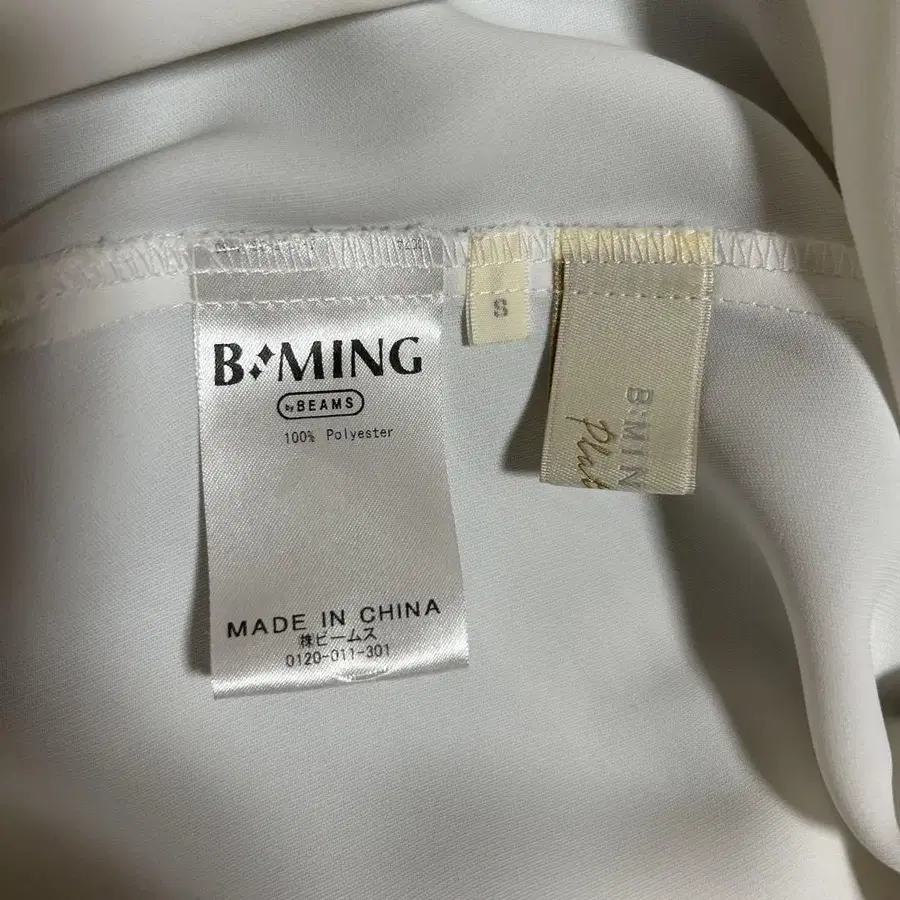 B MING
by BEAMS
100% Polyester
MADE IN CHINA
株ビームス
0120-011-301
S
B:MIN